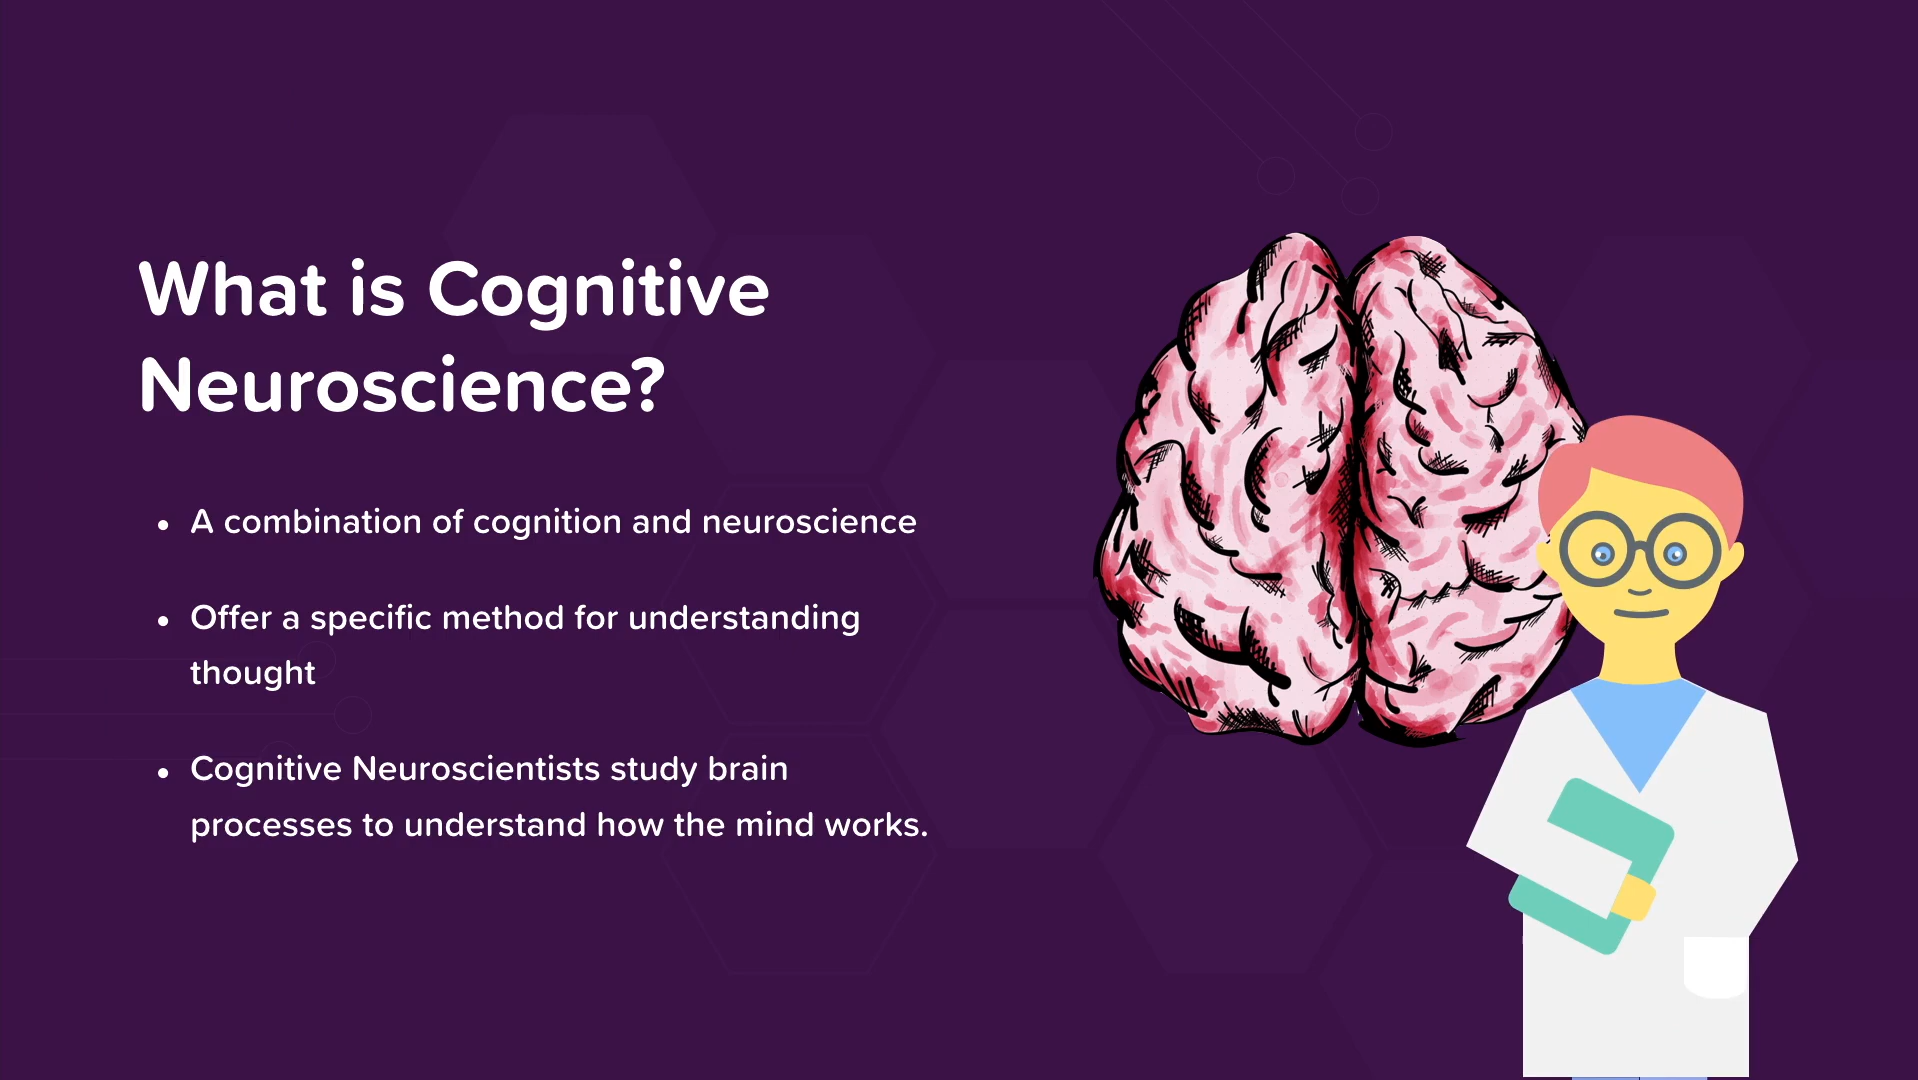 What is Cognitive
Neuroscience?
• A combination of cognition and neuroscience
• Offer a specific method for understanding
thought
• Cognitive Neuroscientists study brain
processes to understand how the mind works.